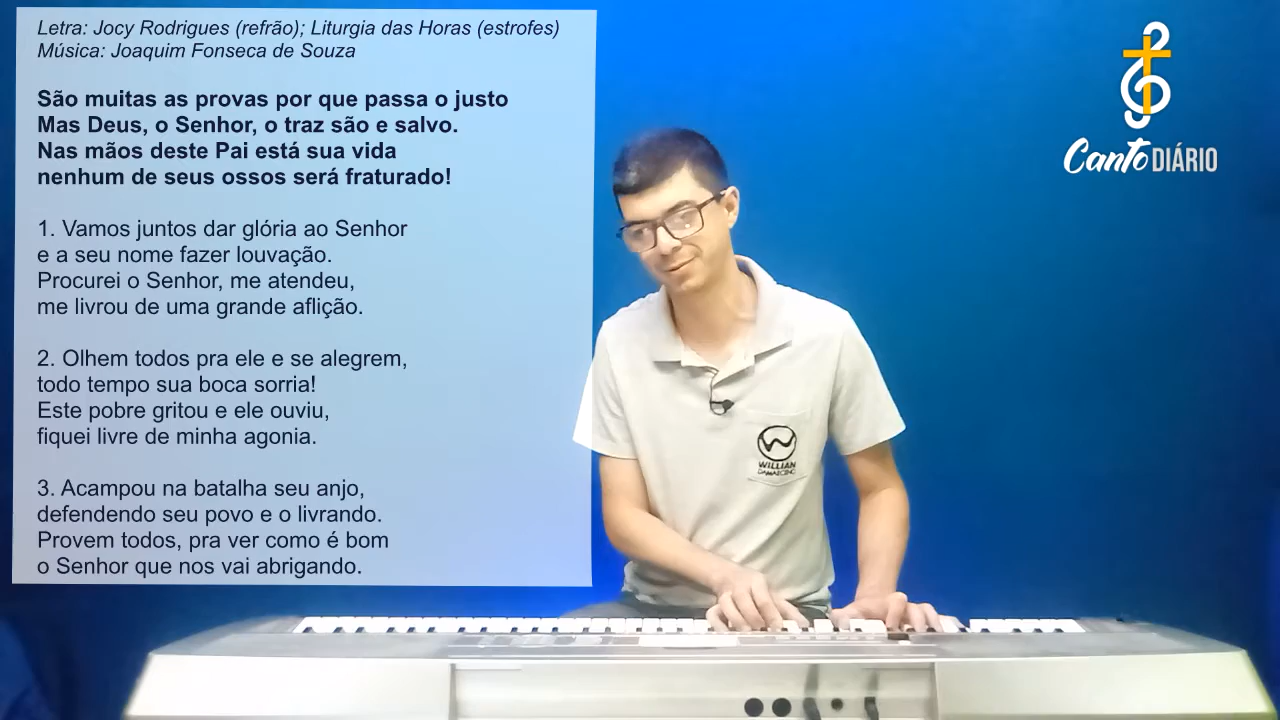 Letra: Jocy Rodrigues (refrão); Liturgia das Horas (estrofes)
Música: Joaquim Fonseca de Souza
São muitas as provas por que passa o justo
Mas Deus, o Senhor, o traz são e salvo.
Nas mãos deste Pai está sua vida
nenhum de seus ossos será fraturado!
1. Vamos juntos dar glória ao Senhor
e a seu nome fazer louvação.
Procurei o Senhor, me atendeu,
me livrou de uma grande aflição.
2. Olhem todos pra ele e se alegrem,
todo tempo sua boca sorria!
Este pobre gritou e ele ouviu,
fiquei livre de minha agonia.
3. Acampou na batalha seu anjo,
defendendo seu povo e o livrando.
Provem todos, pra ver como é bom
o Senhor que nos vai abrigando.
Canto DIÁRIO
WILLIAN